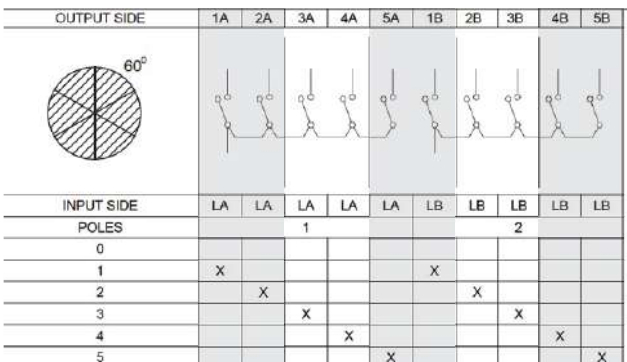 OUTPUT SIDE 1A 2A 3A 4A 5A 1B 2B 3B 4B 5B
60°
INPUT SIDE LA LA LA LA LA LB LB LB LB LB
POLES 1 2
0
1 X X
2 X X
3 X X
4 X X
5 X X